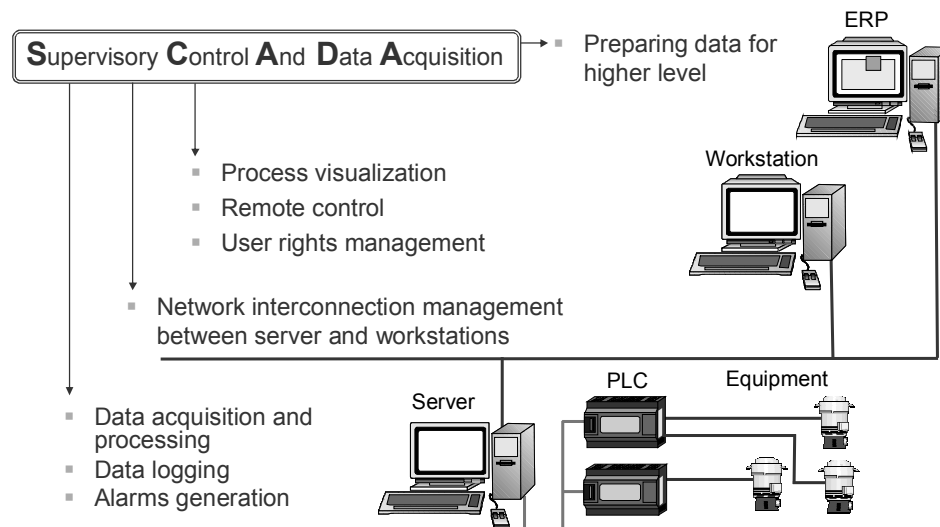 ERP
Supervisory Control And Data Acquisition
Preparing data for
higher level
Workstation
Process visualization
Remote control
User rights management
Network interconnection management
between server and workstations
PLC
Equipment
Server
Data acquisition and
processing
Data logging
Alarms generation